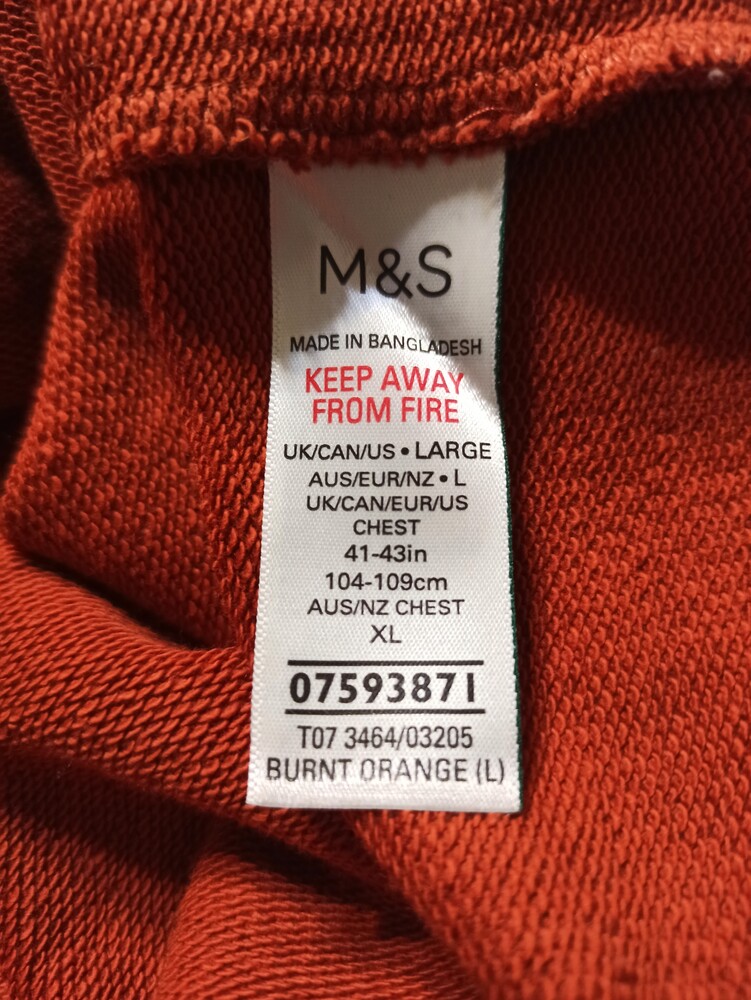 M&S
MADE IN BANGLADESH
KEEP AWAY
FROM FIRE
UK/CAN/US • LARGE
AUS/EUR/NZ • L
UK/CAN/EUR/US
CHEST
41-43in
104-109cm
AUS/NZ CHEST
XL
07593871
T07 3464/03205
BURNT ORANGE (L)